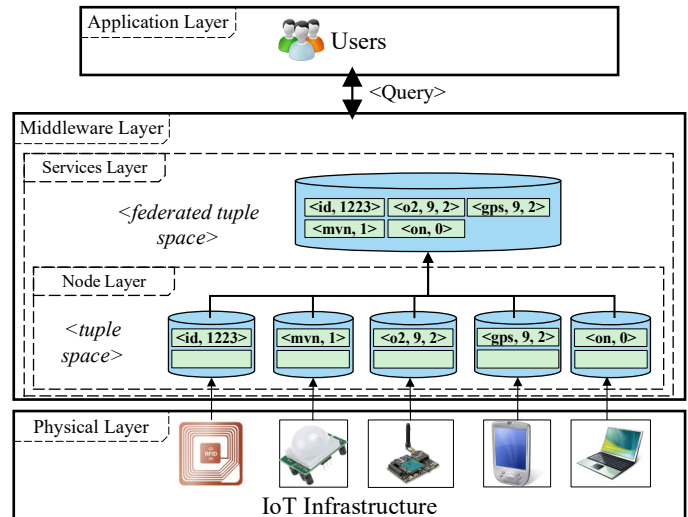 Application Layer
Users
<Query>
Middleware Layer
Services Layer
<federated tuple
space>
<id, 1223> <o2, 9, 2> <gps, 9, 2>
<mvn, 1> <on, 0>
Node Layer
<tuple
space>
<id, 1223> <mvn, 1> <o2, 9, 2> <gps, 9, 2> <on, 0>
Physical Layer
RFID
IoT Infrastructure